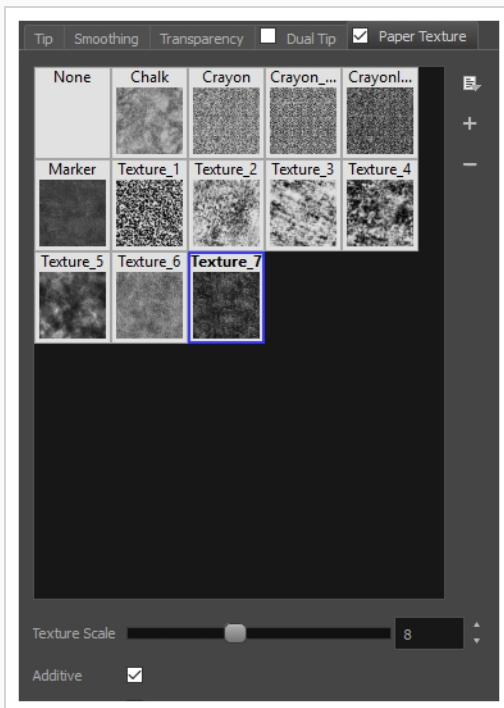 Tip Smoothing Transparency Dual Tip Paper Texture
None Chalk Crayon Crayon_... Crayonl...
Marker Texture_1 Texture_2 Texture_3 Texture_4
Texture_5 Texture_6 Texture_7
Texture Scale 8
Additive